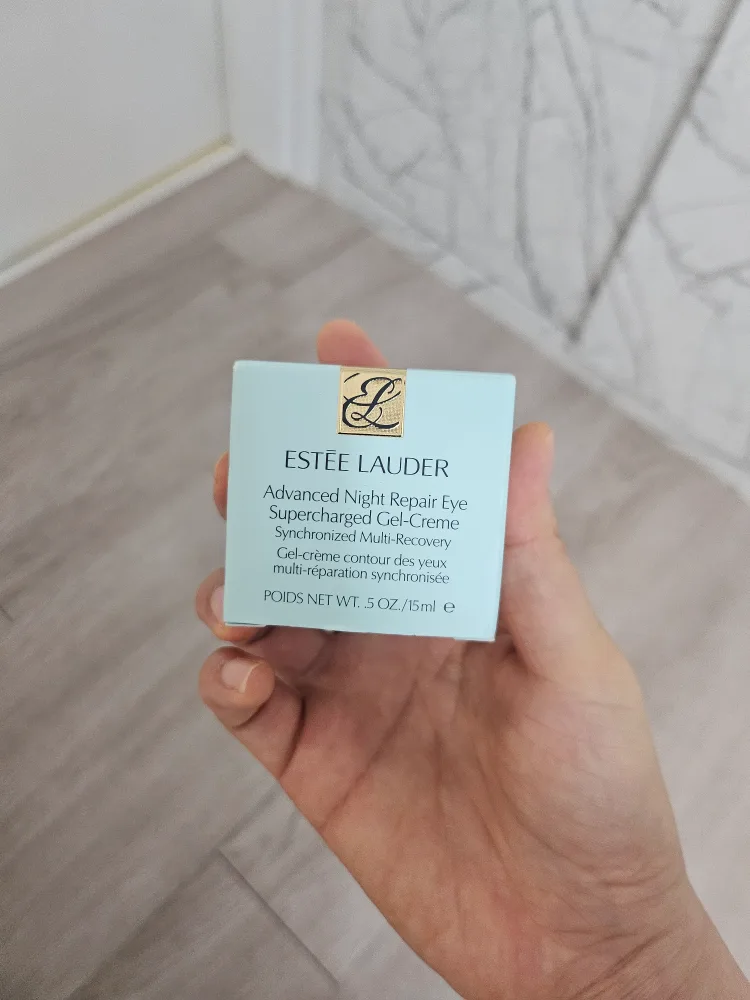 EL
ESTĒE LAUDER
Advanced Night Repair Eye
Supercharged Gel-Creme
Synchronized Multi-Recovery
Gel-crème contour des yeux
multi-réparation synchronisée
POIDS NET WT. .5 OZ./15ml ℮